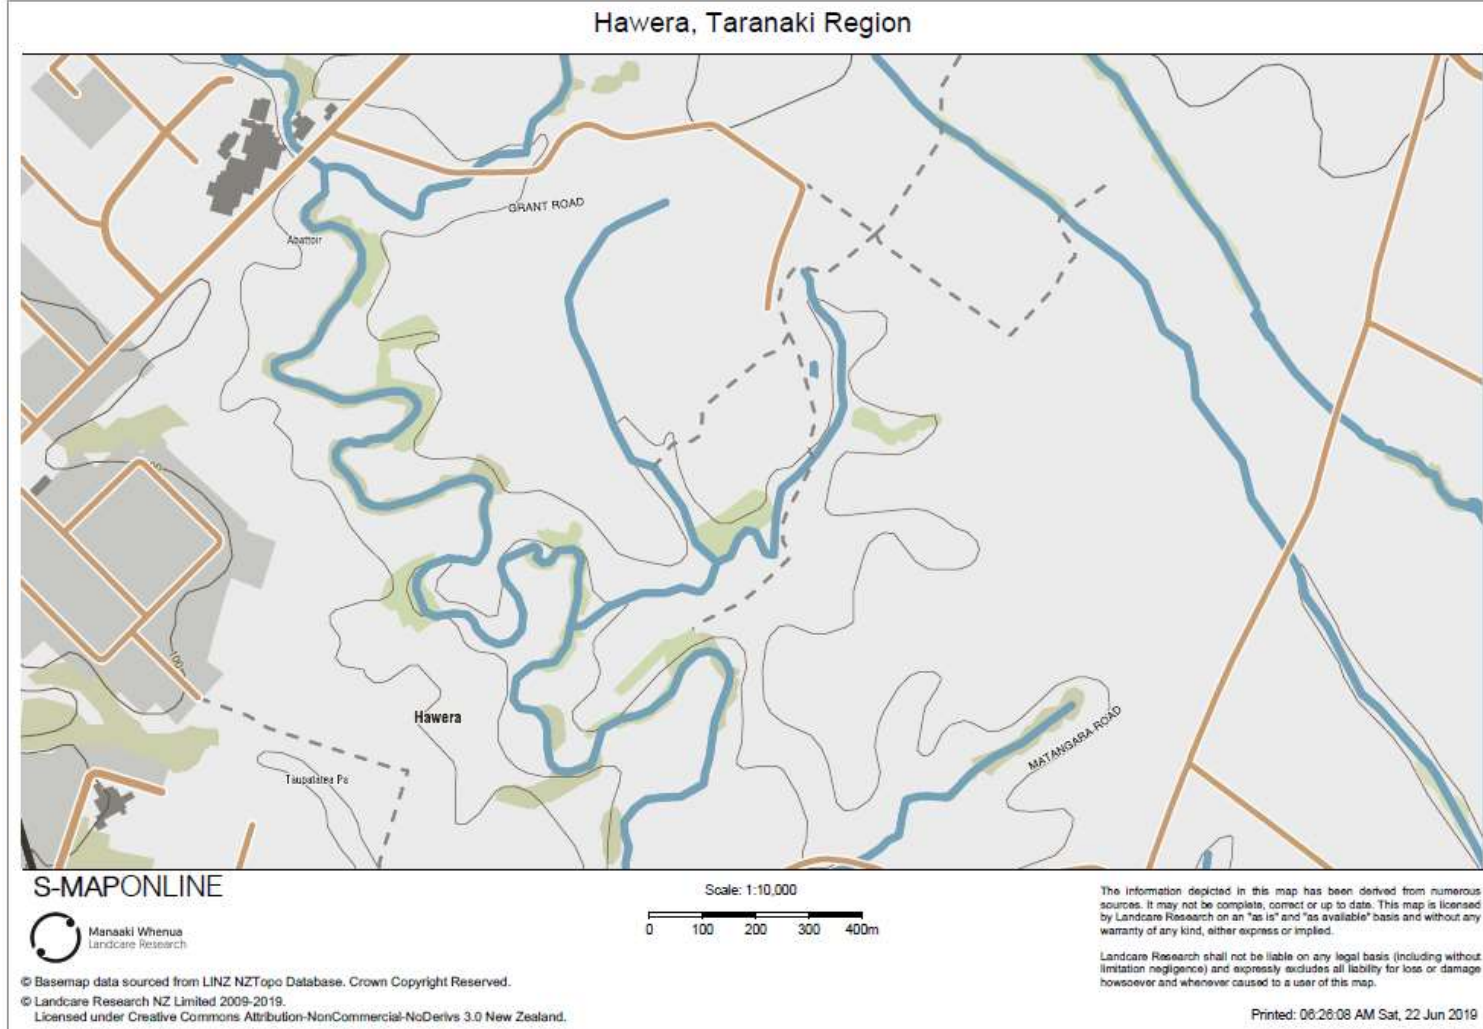 Hawera, Taranaki Region
GRANT ROAD
Abattoir
100
Hawera
Taupatatea Pa
MATANGARA ROAD
S-MAPONLINE
Manaaki Whenua
Landcare Research
Scale: 1:10,000
0 100 200 300 400m
© Basemap data sourced from LINZ NZTopo Database. Crown Copyright Reserved.
© Landcare Research NZ Limited 2009-2019.
Licensed under Creative Commons Attribution-NonCommercial-NoDerivs 3.0 New Zealand.
The information depicted in this map has been derived from numerous
sources. It may not be complete, correct or up to date. This map is licensed
by Landcare Research on an "as is" and "as available" basis and without any
warranty of any kind, either express or implied.
Landcare Research shall not be liable on any legal basis (including without
limitation negligence) and expressly excludes all liability for loss or damage
howsoever and whenever caused to a user of this map.
Printed: 06:26:08 AM Sat, 22 Jun 2019